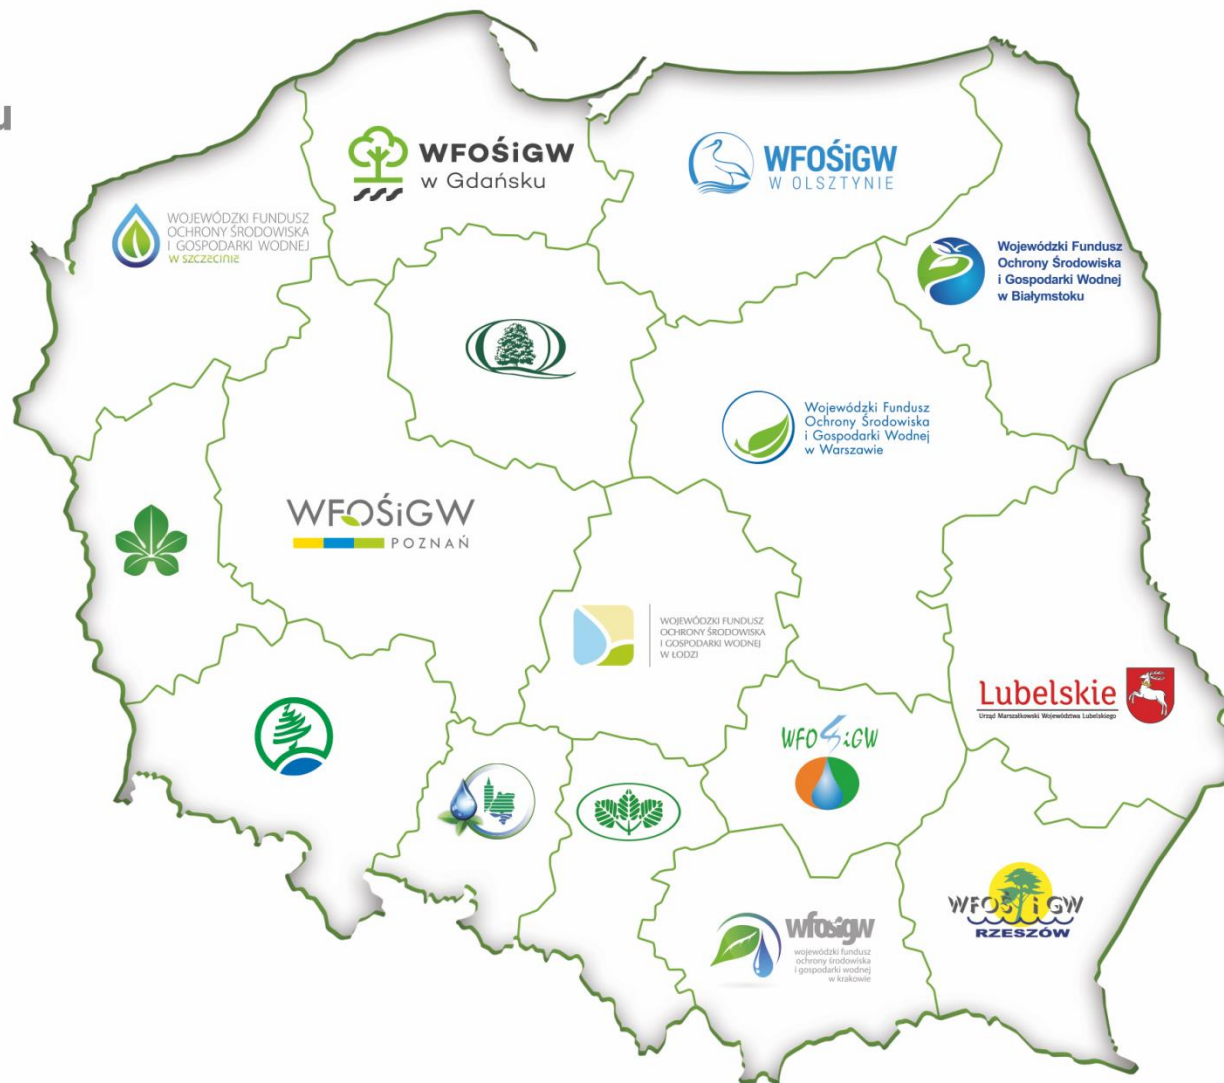 u
WFOŚiGW
w Gdańsku
WFOŚiGW
W OLSZTYNIE
WOJEWÓDZKI FUNDUSZ
OCHRONY ŚRODOWISKA
I GOSPODARKI WODNEJ
W SZCZECINIE
Wojewódzki Fundusz
Ochrony Środowiska
i Gospodarki Wodnej
w Białymstoku
Wojewódzki Fundusz
Ochrony Środowiska
i Gospodarki Wodnej
w Warszawie
WFOŚiGW
POZNAŃ
WOJEWÓDZKI FUNDUSZ
OCHRONY ŚRODOWISKA
I GOSPODARKI WODNEJ
W ŁODZI
Lubelskie
Urząd Marszałkowski Województwa Lubelskiego
WFOŚiGW
WFOŚiGW
RZESZÓW
wfośigw
wojewódzki fundusz
ochrony środowiska
i gospodarki wodnej
w krakowie